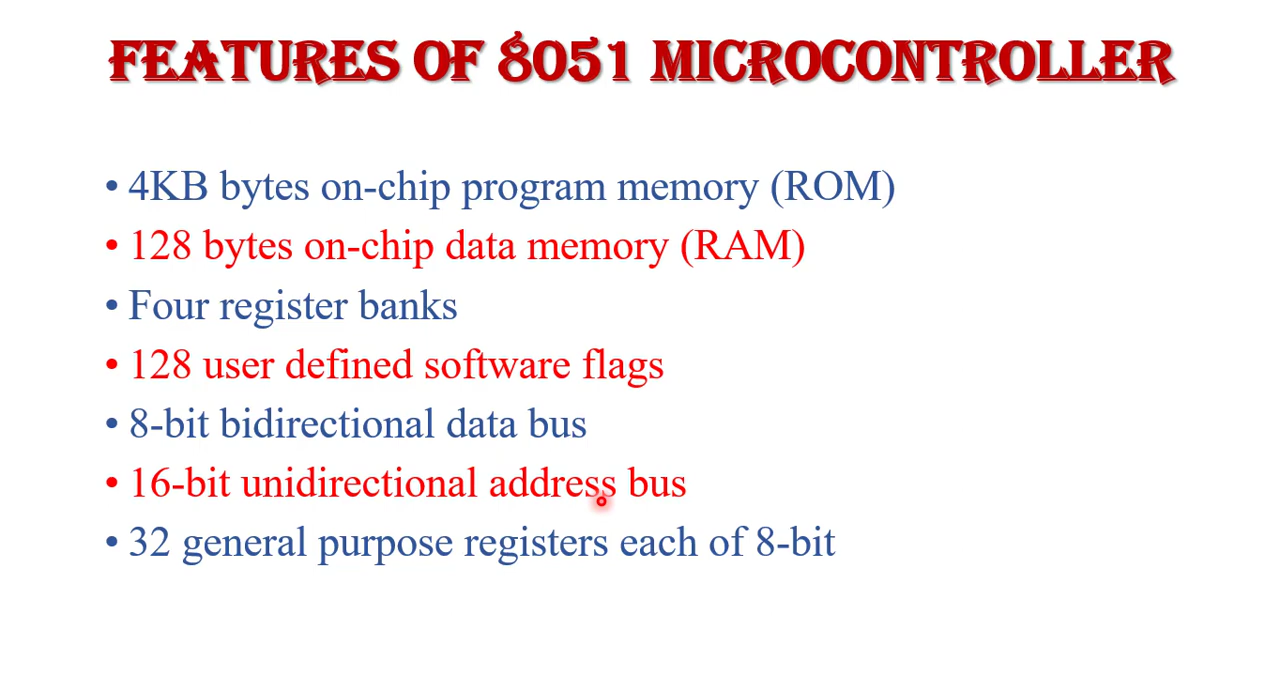 FEATURES OF 8051 MICROCONTROLLER
• 4KB bytes on-chip program memory (ROM)
• 128 bytes on-chip data memory (RAM)
• Four register banks
• 128 user defined software flags
• 8-bit bidirectional data bus
• 16-bit unidirectional address bus
• 32 general purpose registers each of 8-bit